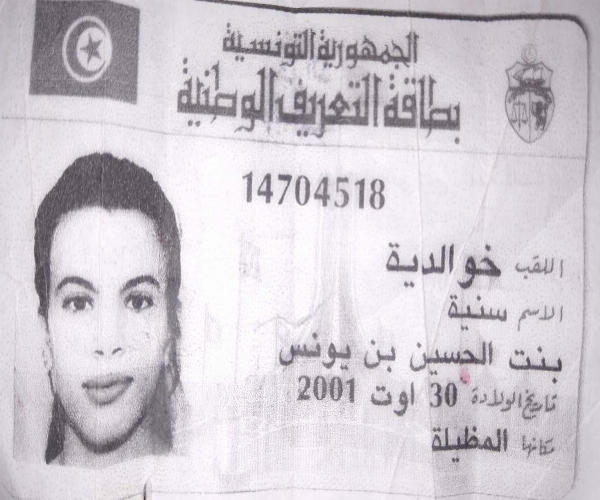 الجمهورية التونسية
بطاقة التعريف الوطنية
14704518
اللقب خوالدية
الاسم سنية
بنت الحسين بن يونس
تاريخ الولادة 30 اوت 2001
مكانها المظيلة